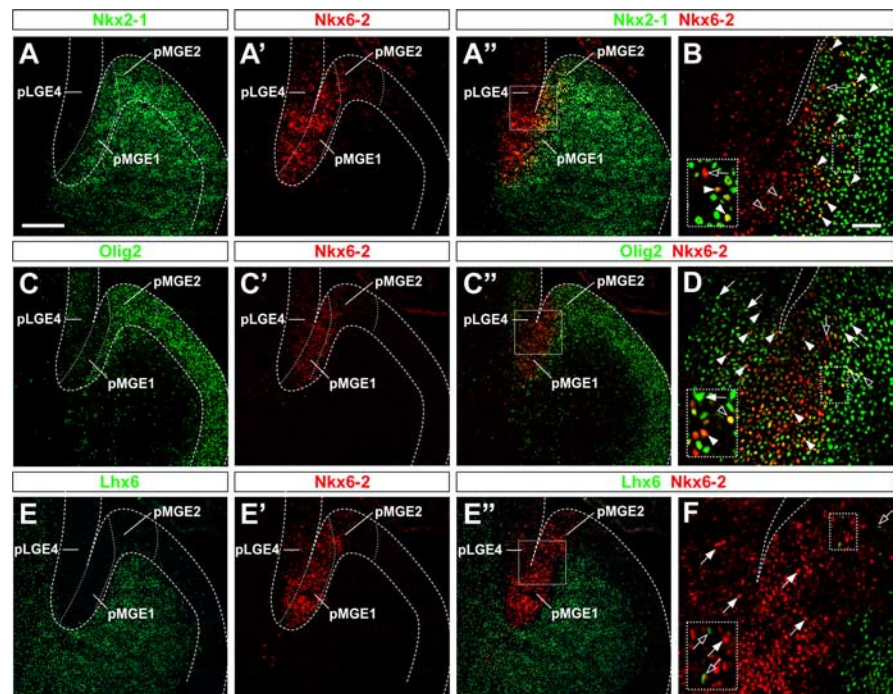 Nkx2-1 Nkx6-2 Nkx2-1 Nkx6-2
A pMGE2 pLGE4 pMGE1
A' pMGE2 pMGE1
A" pMGE2 pLGE4 pMGE1
B
Olig2 Nkx6-2 Olig2 Nkx6-2
C pMGE2 pLGE4 pMGE1
C' pMGE2 pLGE4 pMGE1
C" pMGE2 pLGE4 pMGE1
D
Lhx6 Nkx6-2 Lhx6 Nkx6-2
E pMGE2 pLGE4 pMGE1
E' pMGE2 pLGE4 pMGE1
E" pMGE2 pLGE4 pMGE1
F